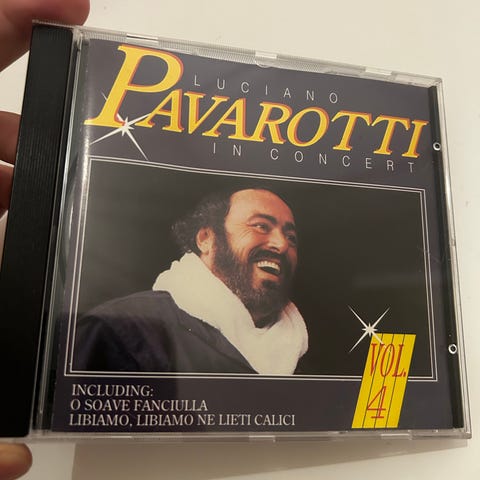 LUCIANO
PAVAROTTI
IN CONCERT
VOL.
4
INCLUDING:
O SOAVE FANCIULLA
LIBIAMO, LIBIAMO NE LIETI CALICI